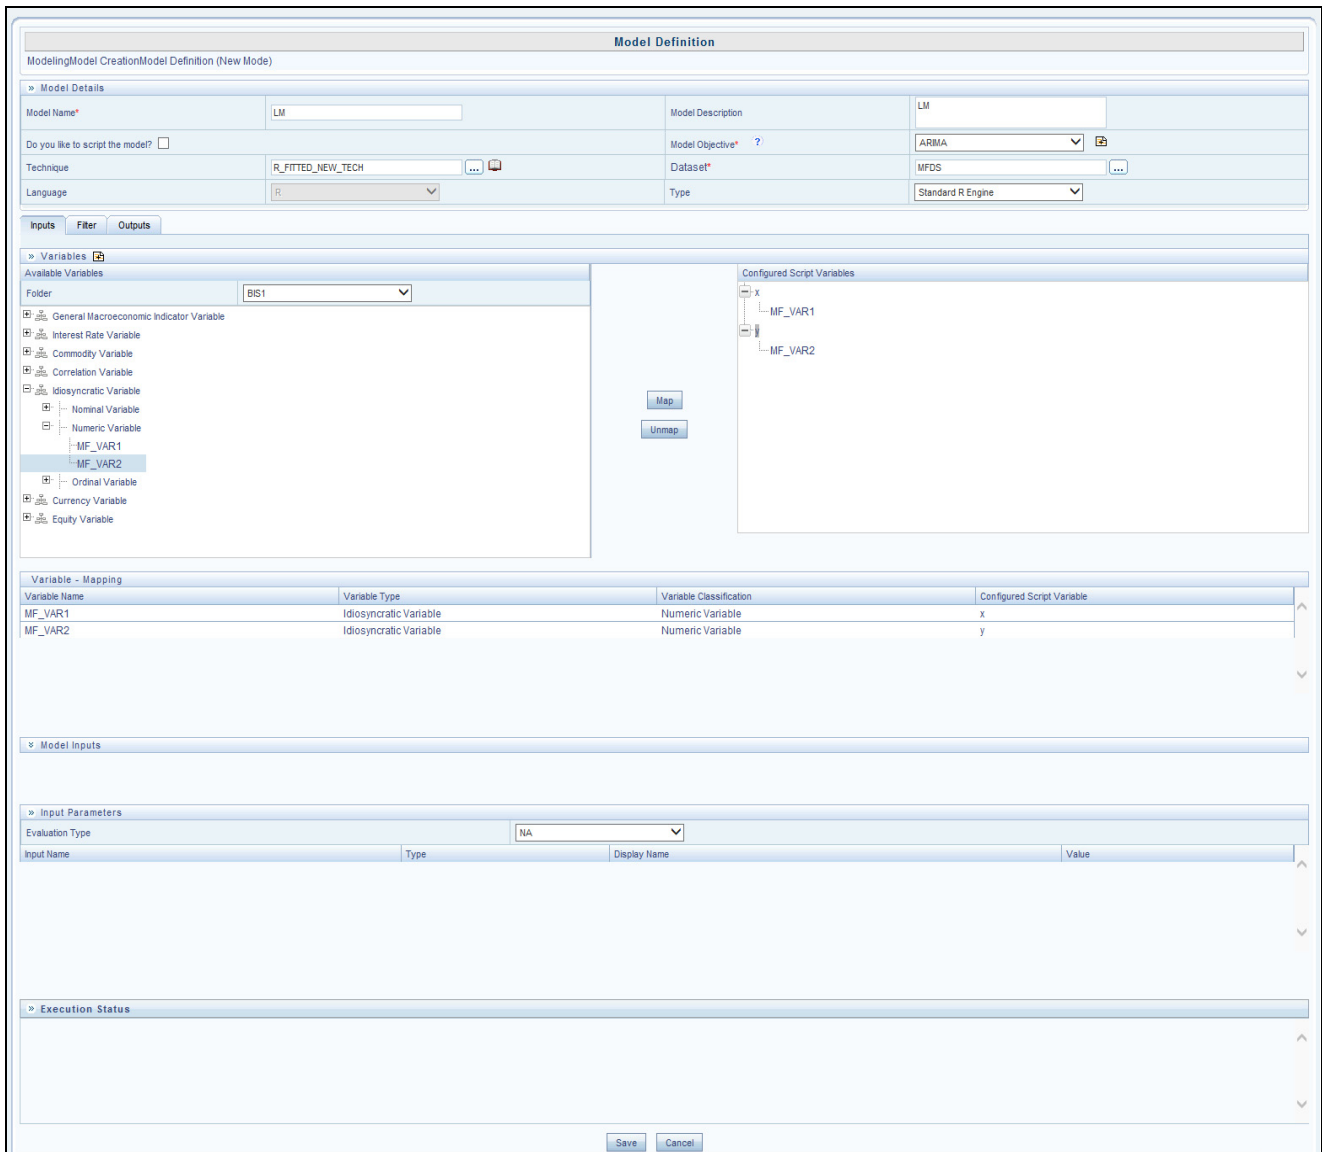 Model Definition
ModelingModel CreationModel Definition (New Mode)
» Model Details
Model Name* LM Model Description LM
Do you like to script the model? Model Objective* ? ARIMA
Technique R_FITTED_NEW_TECH ... Dataset* MFDS ...
Language R Type Standard R Engine
Inputs Filter Outputs
» Variables
Available Variables Configured Script Variables
Folder BIS1
x
General Macroeconomic Indicator Variable
MF_VAR1
Interest Rate Variable
y
Commodity Variable
MF_VAR2
Correlation Variable
Idiosyncratic Variable
Map
Nominal Variable
Numeric Variable
Unmap
MF_VAR1
MF_VAR2
Ordinal Variable
Currency Variable
Equity Variable
Variable - Mapping
Variable Name Variable Type Variable Classification Configured Script Variable
MF_VAR1 Idiosyncratic Variable Numeric Variable x
MF_VAR2 Idiosyncratic Variable Numeric Variable y
Model Inputs
» Input Parameters
Evaluation Type NA
Input Name Type Display Name Value
» Execution Status
Save Cancel